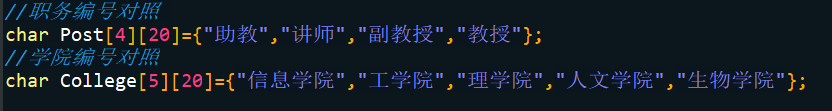 //职务编号对照
char Post[4][20]={"助教","讲师","副教授","教授"};
//学院编号对照
char College[5][20]={"信息学院","工学院","理学院","人文学院","生物学院"};